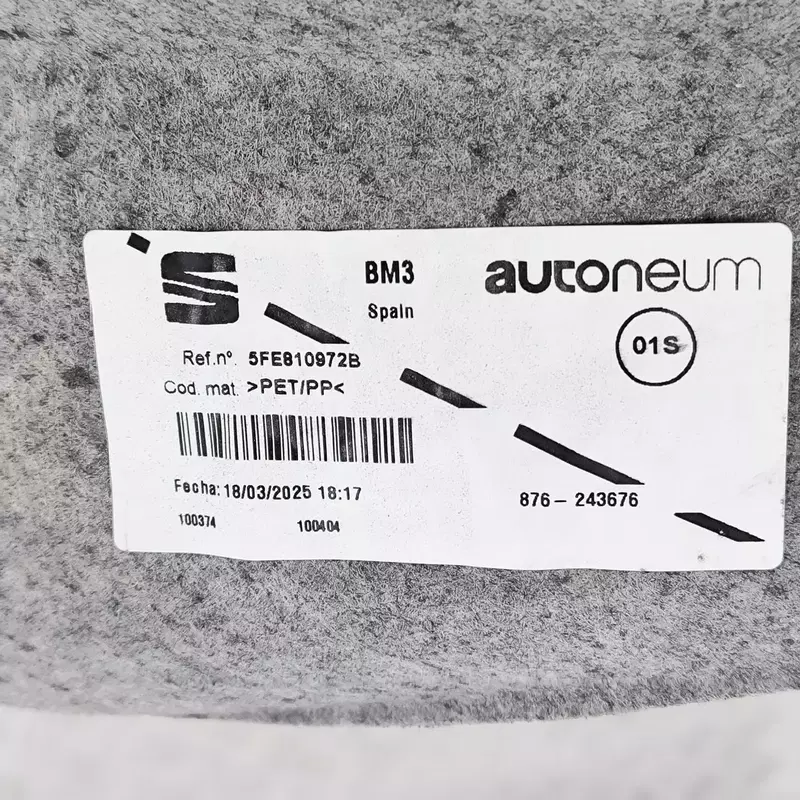 BM3
autoneum
Spain
01S
Ref.nº. 5FE810972B
Cod. mat. >PET/PP<
Fecha: 18/03/2025 18:17
876- 243676
100374 100404